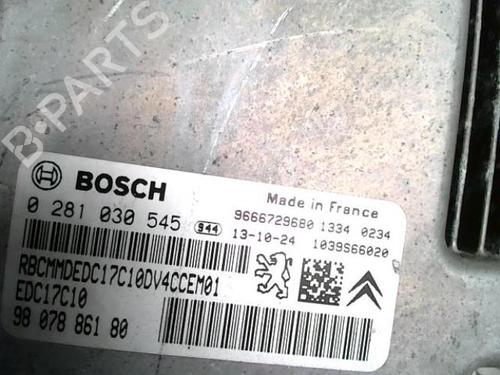 B-PARTS
BOSCH
Made in France
0 281 030 545 944
9666729680 1334 0234
13-10-24 1039S66020
RBCMMDEDC17C10DV4CCEM01
EDC17C10
98 078 861 80